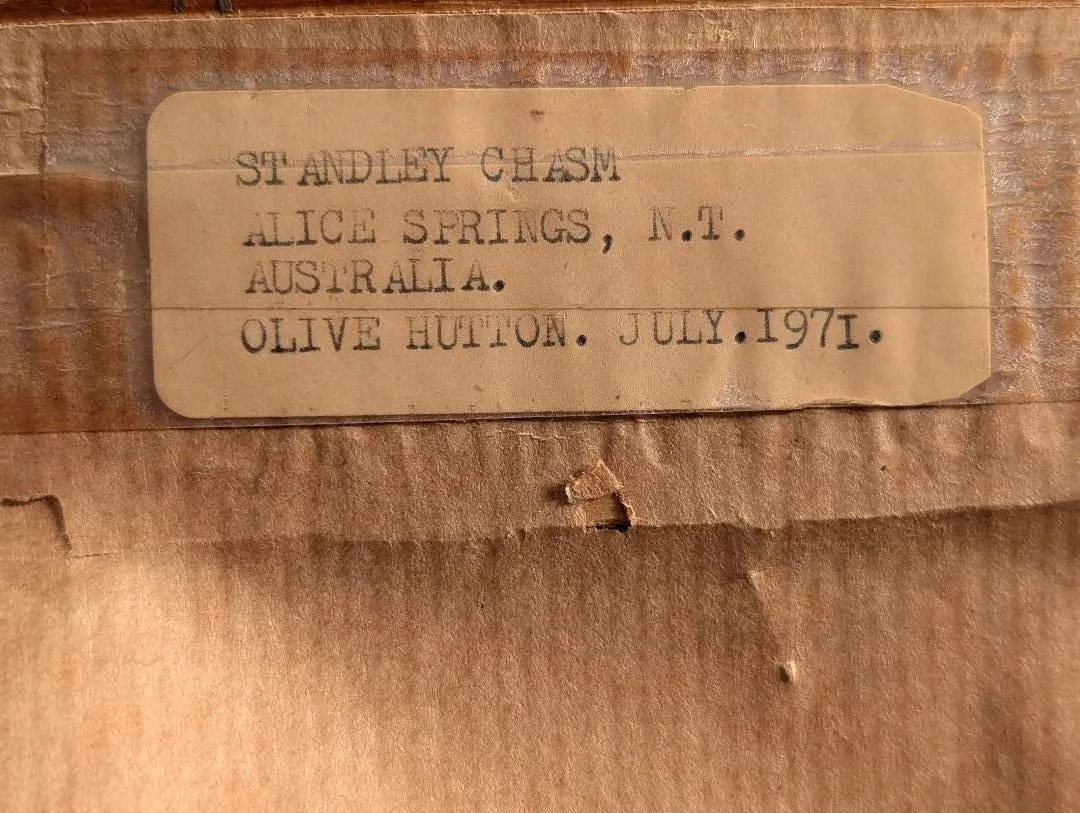 STANDLEY CHASM
ALICE SPRINGS, N.T.
AUSTRALIA.
OLIVE HUTTON. JULY.1971.